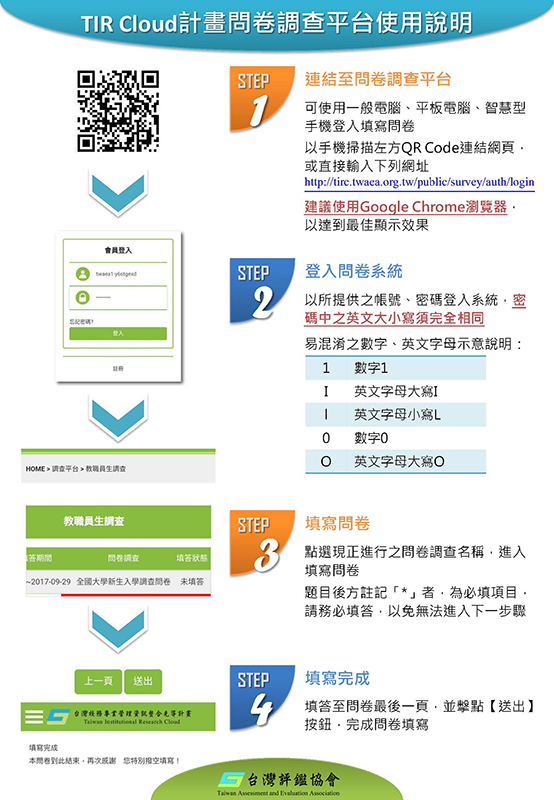 TIR Cloud計畫問卷調查平台使用說明
STEP 1
連結至問卷調查平台
可使用一般電腦、平板電腦、智慧型
手機登入填寫問卷
以手機掃描左方QR Code連結網頁，
或直接輸入下列網址
http://tirc.twaea.org.tw/public/survey/auth/login
建議使用Google Chrome瀏覽器，
以達到最佳顯示效果
會員登入
twaea1-y6stgexd
忘記密碼?
登入
註冊
STEP 2
登入問卷系統
以所提供之帳號、密碼登入系統，密
碼中之英文大小寫須完全相同
易混淆之數字、英文字母示意說明：
1 數字1
I 英文字母大寫I
l 英文字母小寫L
0 數字0
O 英文字母大寫O
HOME > 調查平台 > 教職員生調查
教職員生調查
答期間 問卷調查 填答狀態
~2017-09-29 全國大學新生入學調查問卷 未填答
STEP 3
填寫問卷
點選現正進行之問卷調查名稱，進入
填寫問卷
題目後方註記「*」者，為必填項目，
請務必填答，以免無法進入下一步驟
上一頁 送出
台灣校務專業管理資訊整合先導計畫
Taiwan Institutional Research Cloud
填寫完成
本問卷到此結束，再次感謝 您特別撥空填寫！
STEP 4
填寫完成
填答至問卷最後一頁，並擊點【送出】
按鈕，完成問卷填寫
台灣評鑑協會
Taiwan Assessment and Evaluation Association